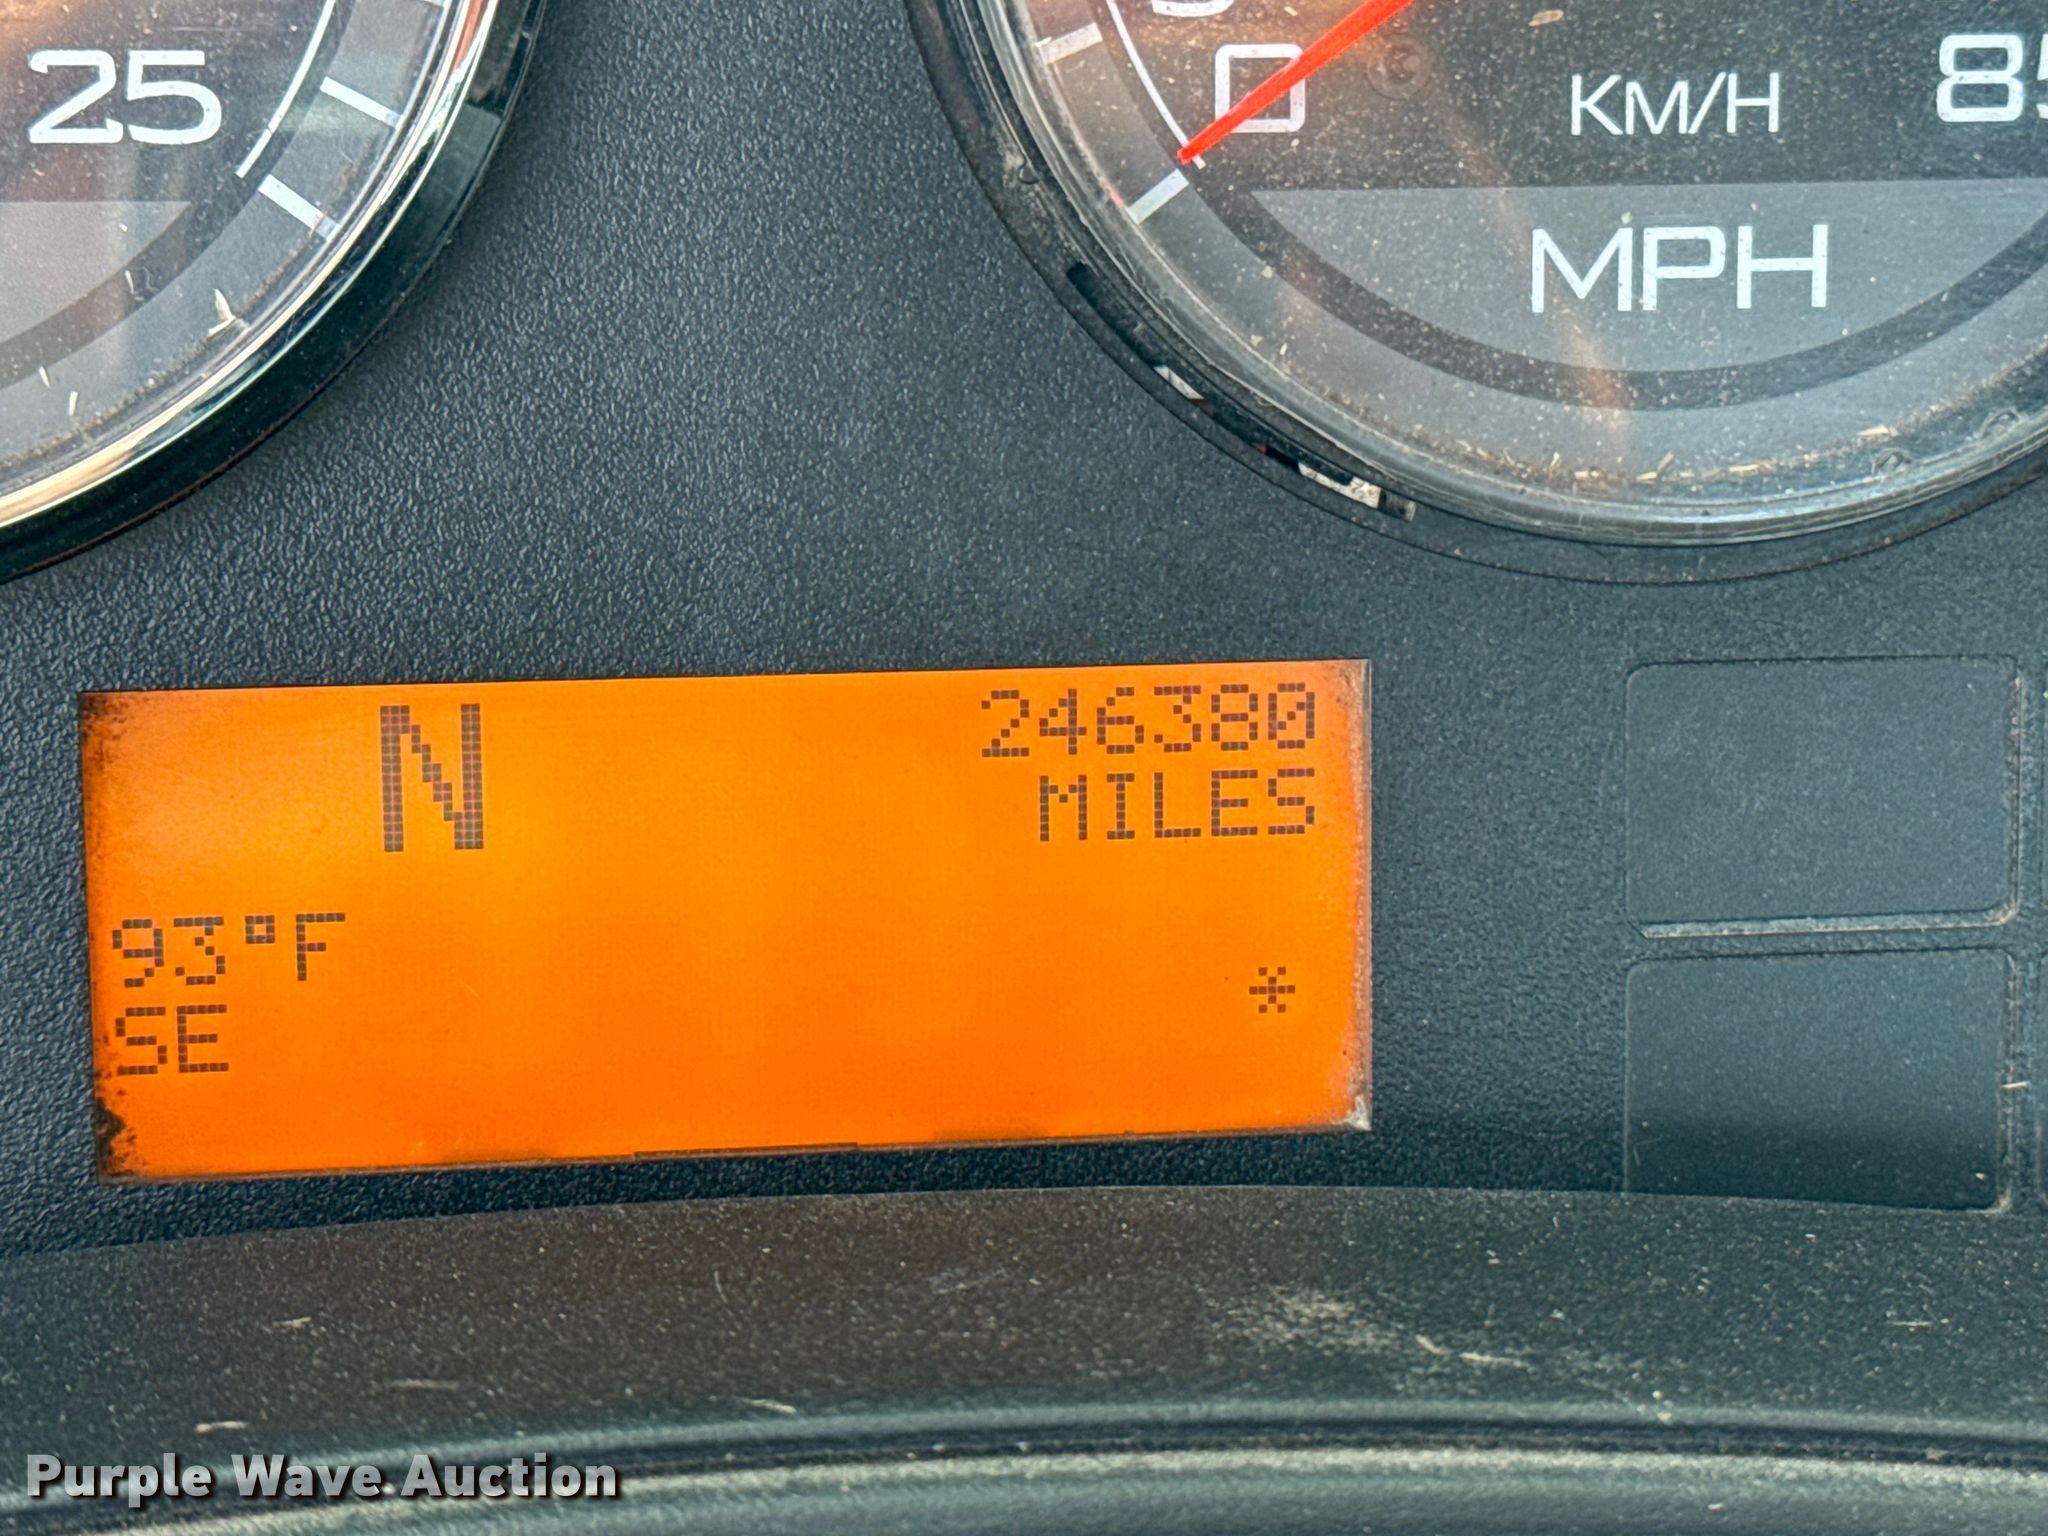 25
0
KM/H
85
MPH
N
246380
MILES
93°F
SE
*
Purple Wave Auction